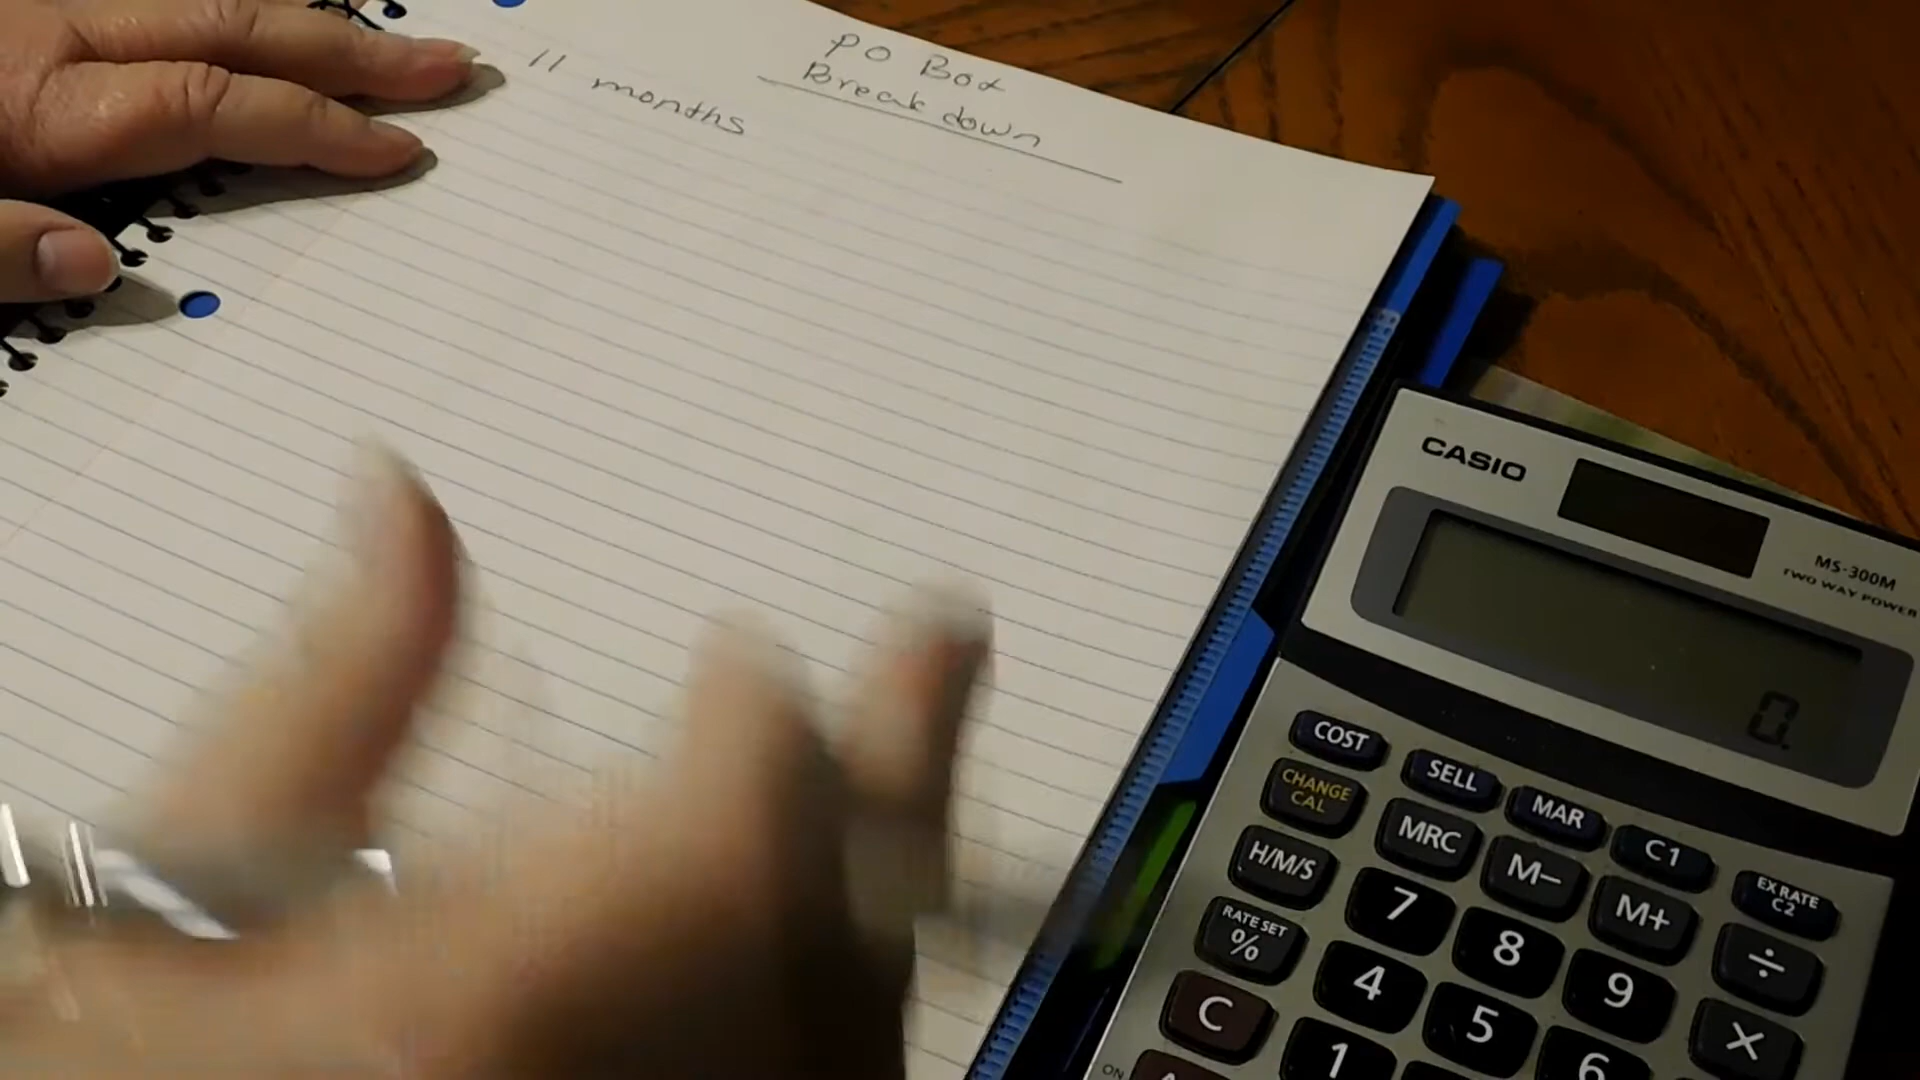 PO Box
Breakdown
11 months
CASIO
MS-300M
TWO WAY POWER
0.
COST
SELL
MAR
C1
EX RATE
C2
CHANGE
CAL
MRC
M−
M+
÷
H/M/S
7
8
9
×
RATE SET
%
4
5
6
C
1
ON